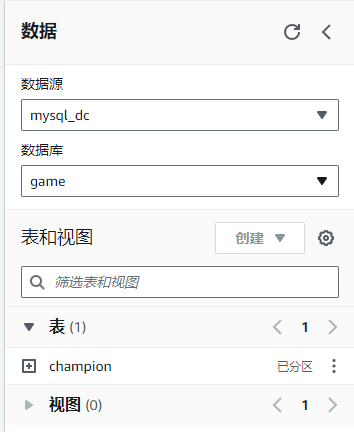 数据
数据源
mysql_dc
数据库
game
表和视图 创建
筛选表和视图
表 (1) 1
champion 已分区
视图 (0) 1